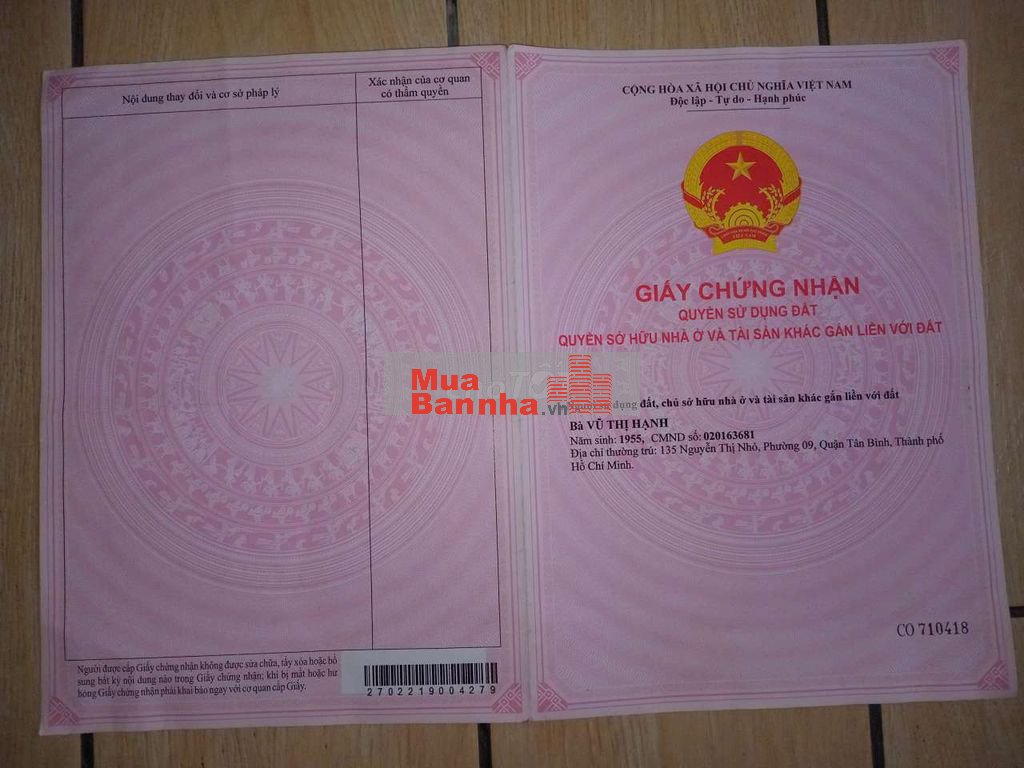 Nội dung thay đổi và cơ sở pháp lý
Xác nhận của cơ quan
có thẩm quyền
Người được cấp Giấy chứng nhận không được sửa chữa, tẩy xóa hoặc bổ
sung bất kỳ nội dung nào trong Giấy chứng nhận; khi bị mất hoặc hư
hỏng Giấy chứng nhận phải khai báo ngay với cơ quan cấp Giấy.
2702219004279
CỘNG HÒA XÃ HỘI CHỦ NGHĨA VIỆT NAM
Độc lập - Tự do - Hạnh phúc
VIỆT NAM
GIẤY CHỨNG NHẬN
QUYỀN SỬ DỤNG ĐẤT
QUYỀN SỞ HỮU NHÀ Ở VÀ TÀI SẢN KHÁC GẮN LIỀN VỚI ĐẤT
Mua
Bannha.vn
sử dụng đất, chủ sở hữu nhà ở và tài sản khác gắn liền với đất
Bà VŨ THỊ HẠNH
Năm sinh: 1955, CMND số: 020163681
Địa chỉ thường trú: 135 Nguyễn Thị Nhỏ, Phường 09, Quận Tân Bình, Thành phố
Hồ Chí Minh.
CO 710418